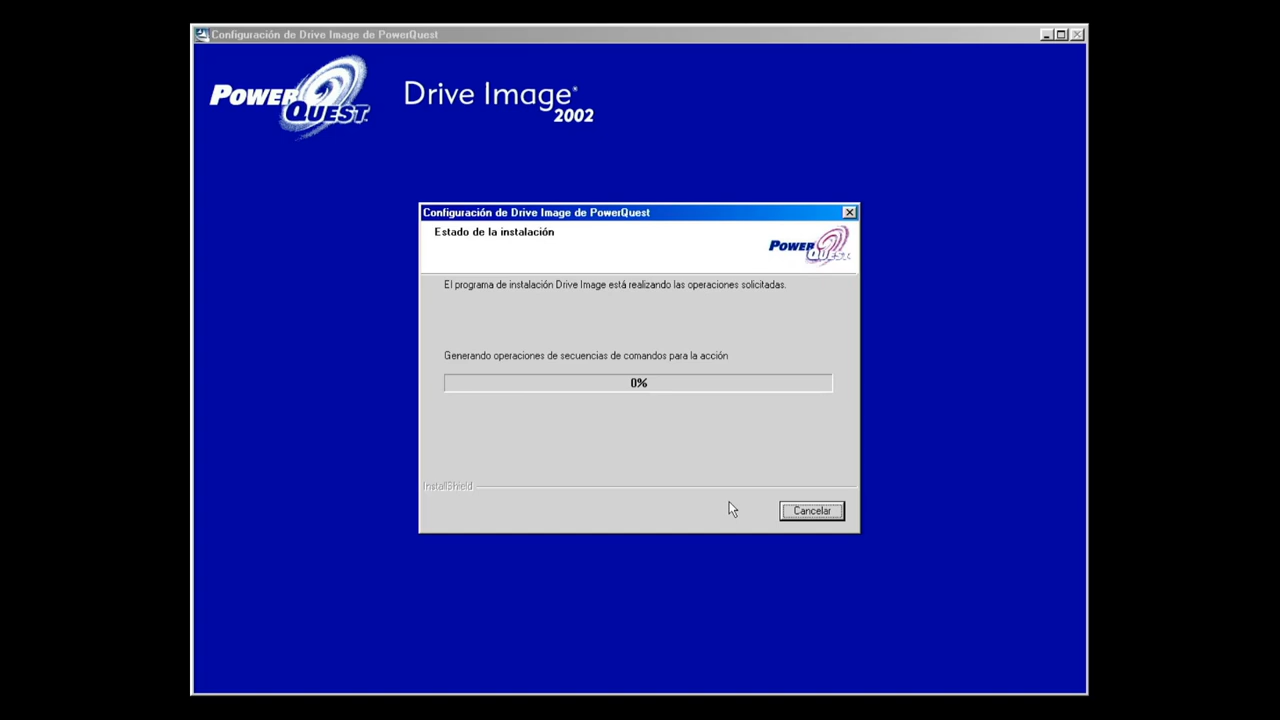 Configuración de Drive Image de PowerQuest
POWERQUEST.
Drive Image®
2002
Configuración de Drive Image de PowerQuest
Estado de la instalación
POWERQUEST.
El programa de instalación Drive Image está realizando las operaciones solicitadas.
Generando operaciones de secuencias de comandos para la acción
0%
InstallShield
Cancelar